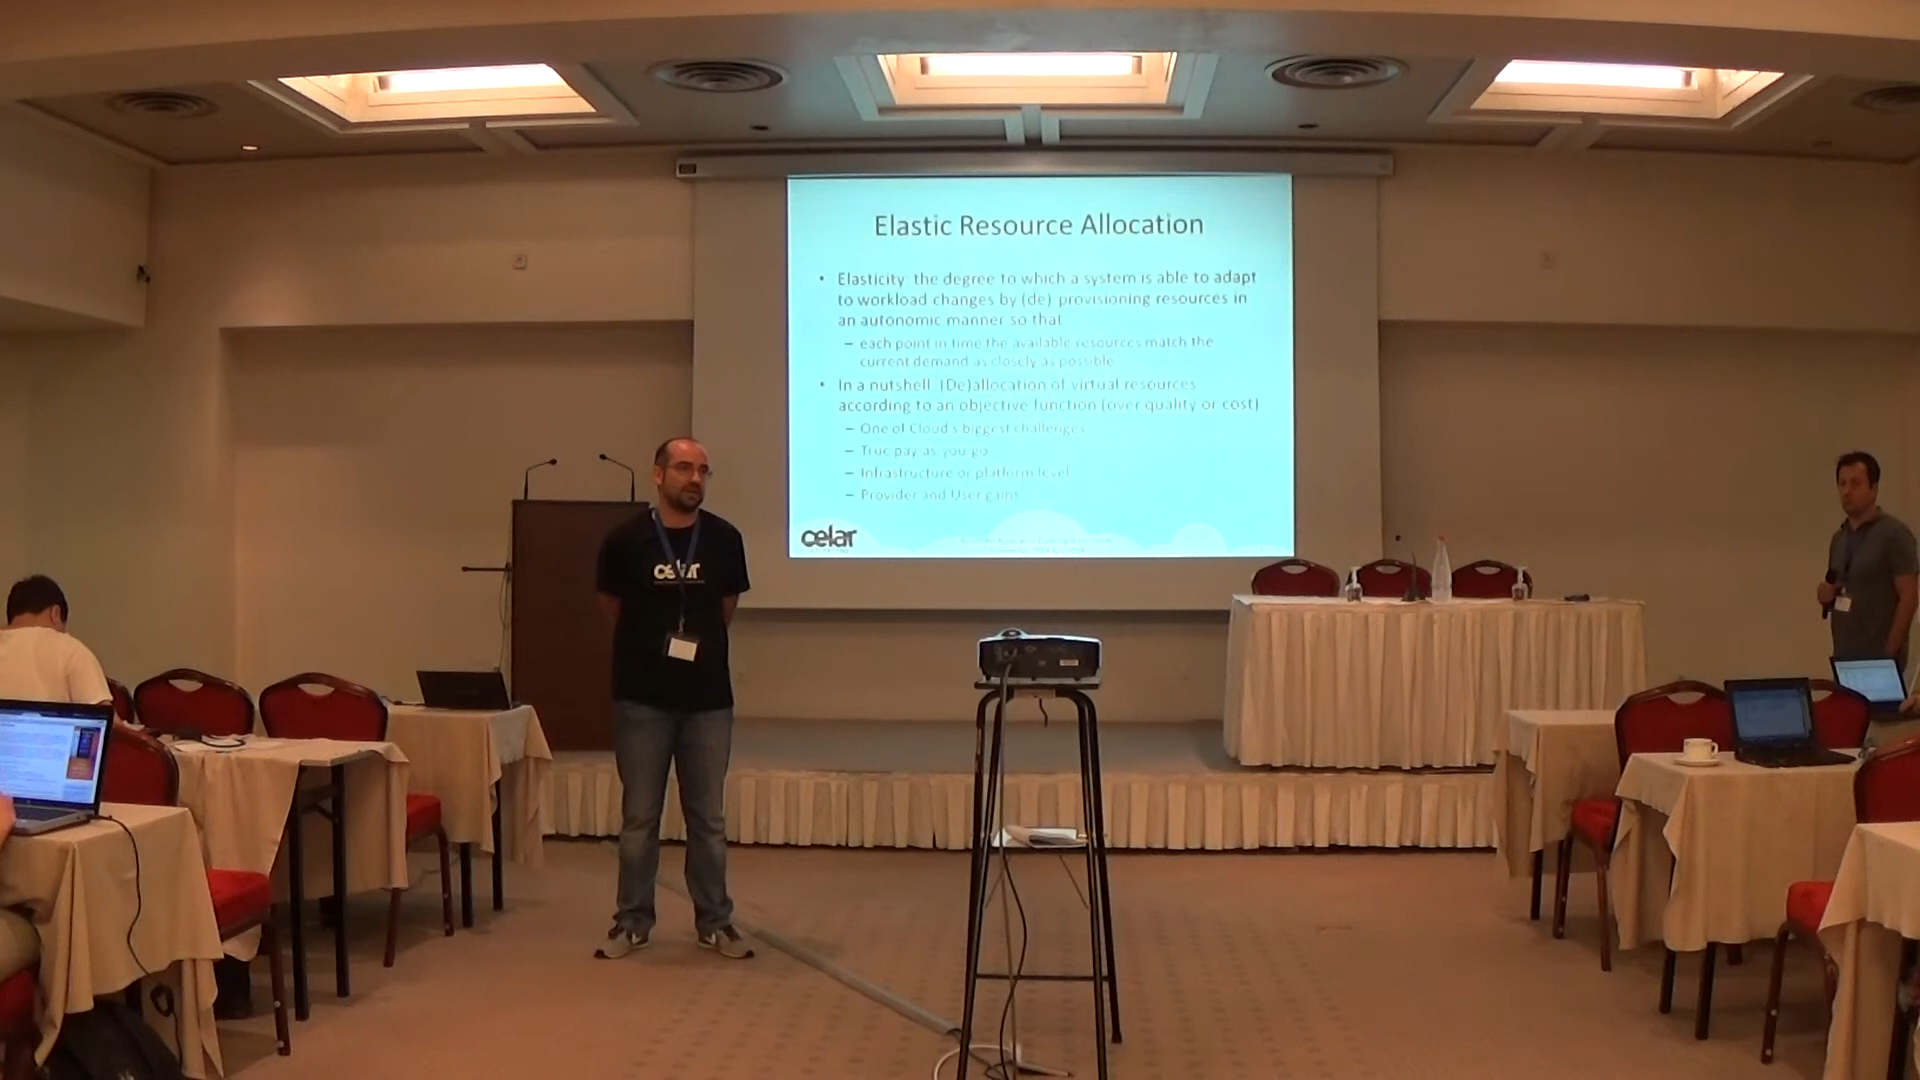 Elastic Resource Allocation
• Elasticity: the degree to which a system is able to adapt
to workload changes by (de) provisioning resources in
an autonomic manner so that
– each point in time the available resources match the
current demand as closely as possible
• In a nutshell: (De)allocation of virtual resources
according to an objective function (over quality or cost)
– One of Cloud's biggest challenges
– True pay as you go
– Infrastructure or platform level
– Provider and User gains
celar
celar